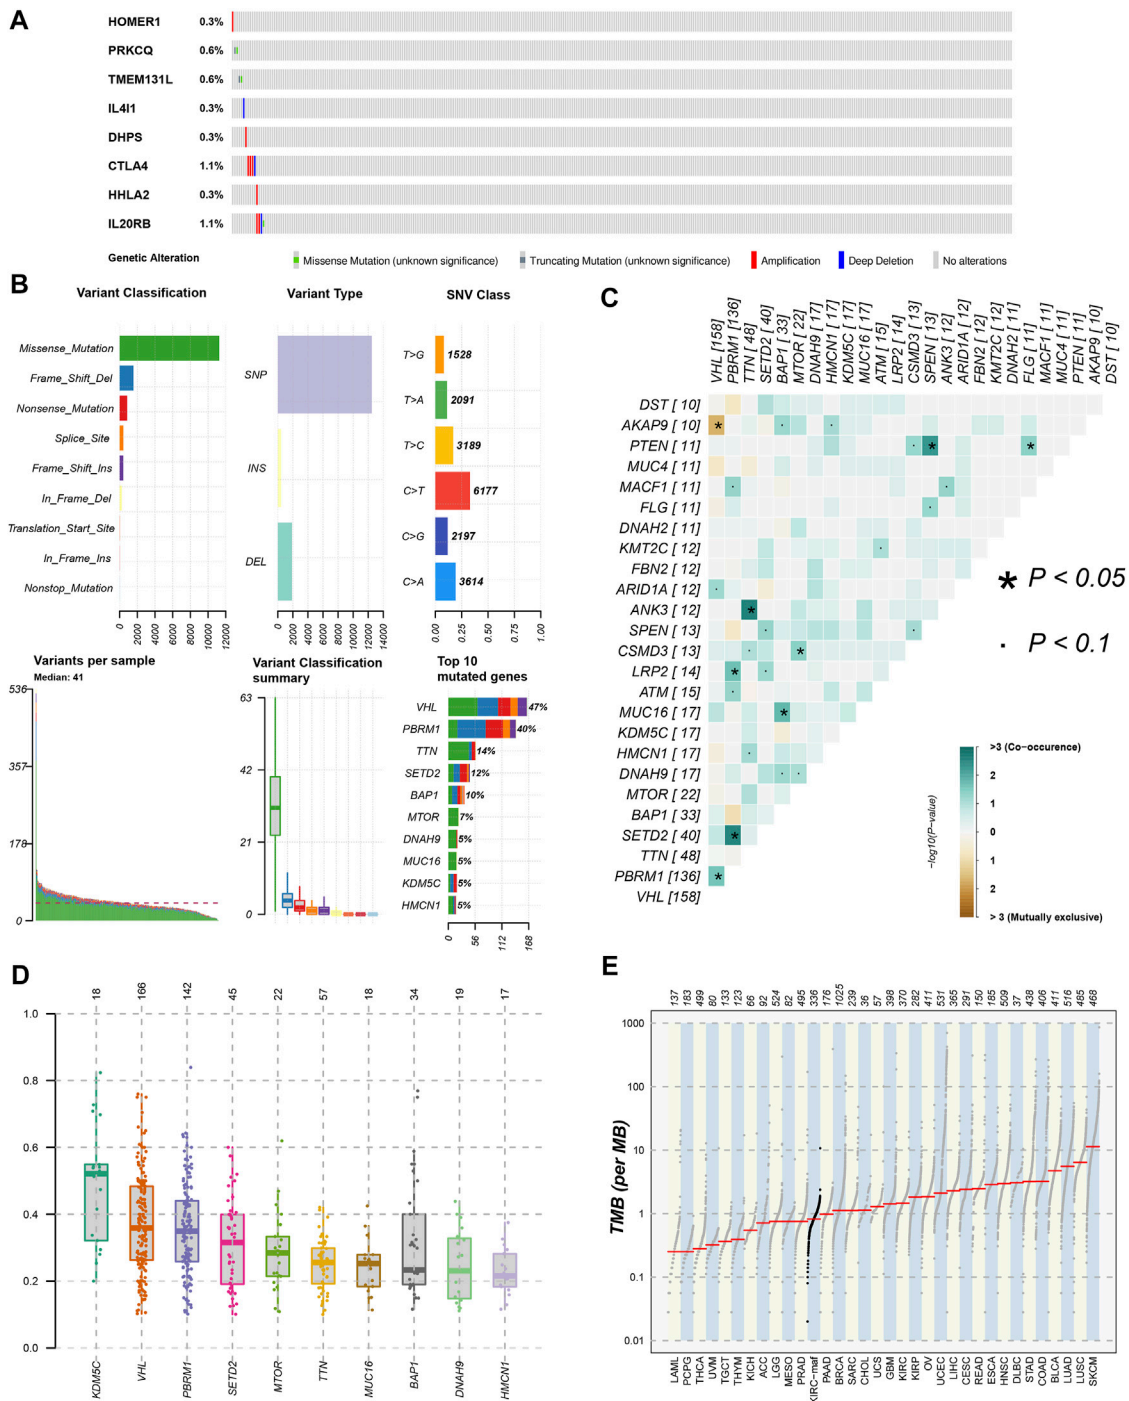 A
HOMER1 0.3%
PRKCQ 0.6%
TMEM131L 0.6%
IL4I1 0.3%
DHPS 0.3%
CTLA4 1.1%
HHLA2 0.3%
IL20RB 1.1%
Genetic Alteration Missense Mutation (unknown significance) Truncating Mutation (unknown significance) Amplification Deep Deletion No alterations
B
Variant Classification
Missense_Mutation
Frame_Shift_Del
Nonsense_Mutation
Splice_Site
Frame_Shift_Ins
In_Frame_Del
Translation_Start_Site
In_Frame_Ins
Nonstop_Mutation
0 2000 4000 6000 8000 10000 12000
Variant Type
SNP
INS
DEL
0 2000 4000 6000 8000 10000 12000 14000
SNV Class
T>G 1528
T>A 2091
T>C 3189
C>T 6177
C>G 2197
C>A 3614
0.00 0.25 0.50 0.75 1.00
Variants per sample
Median: 41
536
357
178
0
Variant Classification
summary
63
42
21
0
Top 10
mutated genes
VHL 47%
PBRM1 40%
TTN 14%
SETD2 12%
BAP1 10%
MTOR 7%
DNAH9 5%
MUC16 5%
KDM5C 5%
HMCN1 5%
0 56 112 168
C
VHL [158]
PBRM1 [136]
TTN [ 48]
SETD2 [ 40]
BAP1 [ 33]
MTOR [ 22]
DNAH9 [ 17]
HMCN1 [ 17]
KDM5C [ 17]
MUC16 [ 17]
ATM [ 15]
LRP2 [ 14]
CSMD3 [ 13]
SPEN [ 13]
ANK3 [ 12]
ARID1A [ 12]
FBN2 [ 12]
KMT2C [ 12]
DNAH2 [ 11]
FLG [ 11]
MACF1 [ 11]
MUC4 [ 11]
PTEN [ 11]
AKAP9 [ 10]
DST [ 10]
DST [ 10]
AKAP9 [ 10]
PTEN [ 11]
MUC4 [ 11]
MACF1 [ 11]
FLG [ 11]
DNAH2 [ 11]
KMT2C [ 12]
FBN2 [ 12]
ARID1A [ 12]
ANK3 [ 12]
SPEN [ 13]
CSMD3 [ 13]
LRP2 [ 14]
ATM [ 15]
MUC16 [ 17]
KDM5C [ 17]
HMCN1 [ 17]
DNAH9 [ 17]
MTOR [ 22]
BAP1 [ 33]
SETD2 [ 40]
TTN [ 48]
PBRM1 [136]
VHL [158]
* P < 0.05
· P < 0.1
-log10(P-value)
>3 (Co-occurence)
2
1
0
1
2
> 3 (Mutually exclusive)
D
18 166 142 45 22 57 18 34 19 17
1.0
0.8
0.6
0.4
0.2
0.0
KDM5C VHL PBRM1 SETD2 MTOR TTN MUC16 BAP1 DNAH9 HMCN1
E
137 183 499 80 133 123 66 92 524 82 495 336 176 1025 239 36 57 398 370 282 411 531 365 291 150 185 509 37 438 406 411 516 485 468
TMB (per MB)
1000
100
10
1
0.1
0.01
LAML PCPG THCA UVM TGCT THYM KICH ACC LGG MESO PRAD KIRC-maf PAAD BRCA SARC CHOL UCS GBM KIRC KIRP OV UCEC LIHC CESC READ ESCA HNSC DLBC STAD COAD BLCA LUAD LUSC SKCM